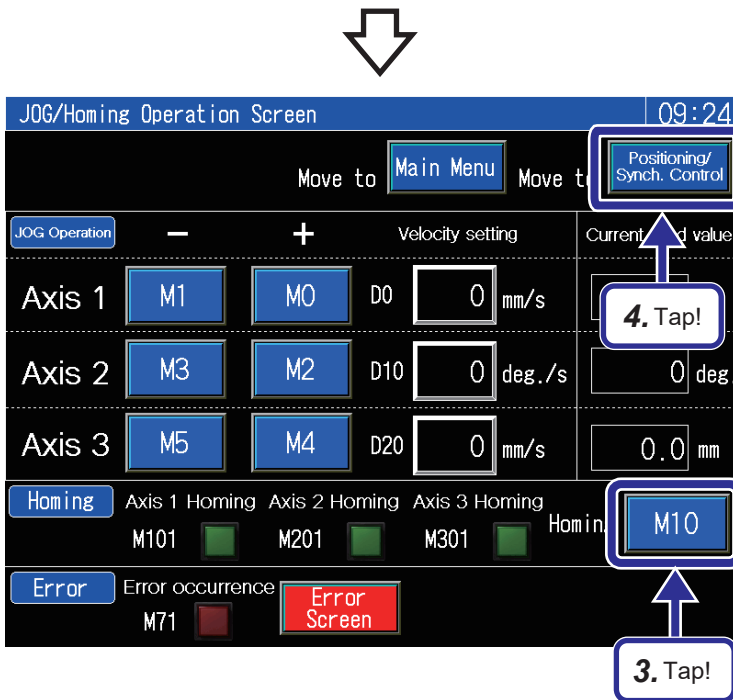 JOG/Homing Operation Screen 09:24
Move to Main Menu Move t Positioning/
Synch. Control
JOG Operation − + Velocity setting Current d value
Axis 1 M1 M0 D0 0 mm/s
4. Tap!
Axis 2 M3 M2 D10 0 deg./s 0 deg.
Axis 3 M5 M4 D20 0 mm/s 0.0 mm
Homing Axis 1 Homing Axis 2 Homing Axis 3 Homing
M101 M201 M301 Homin M10
Error Error occurrence Error
Screen
M71
3. Tap!